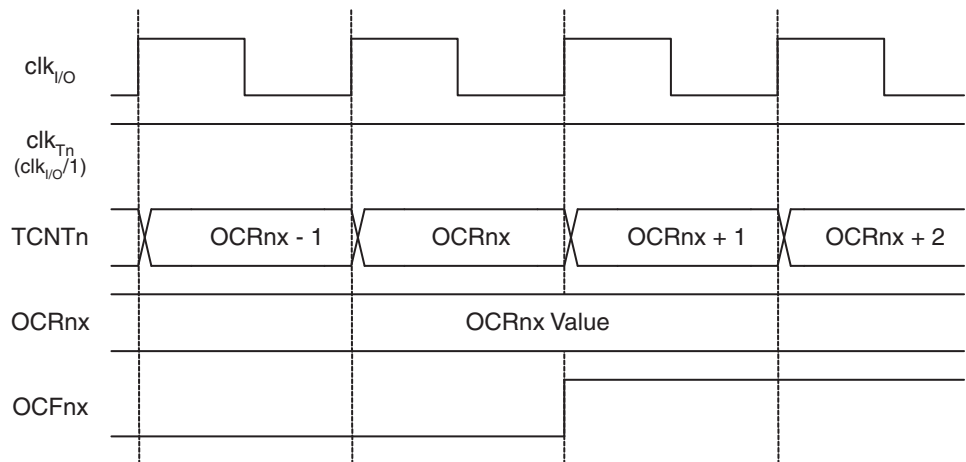 clkI/O
clkTn
(clkI/O/1)
TCNTn
OCRnx - 1
OCRnx
OCRnx + 1
OCRnx + 2
OCRnx
OCRnx Value
OCFnx